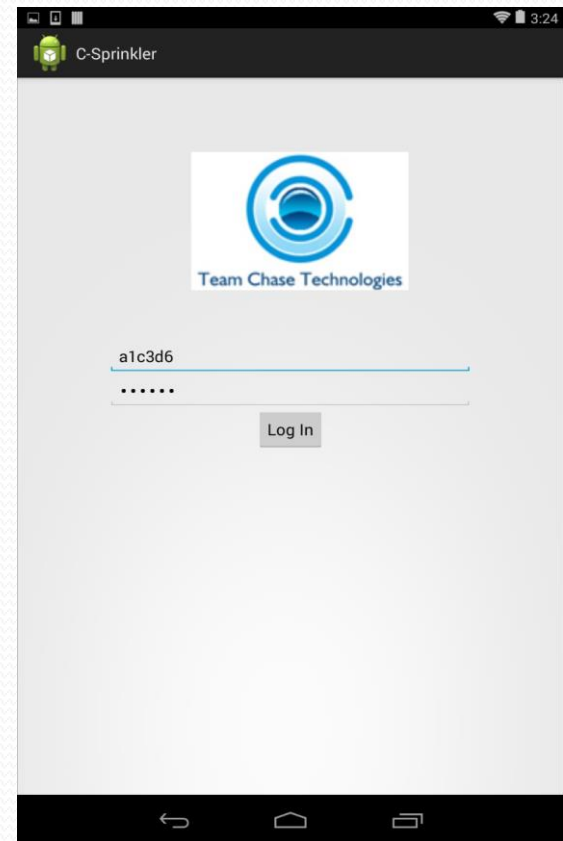 3:24
C-Sprinkler
Team Chase Technologies
a1c3d6
••••••
Log In